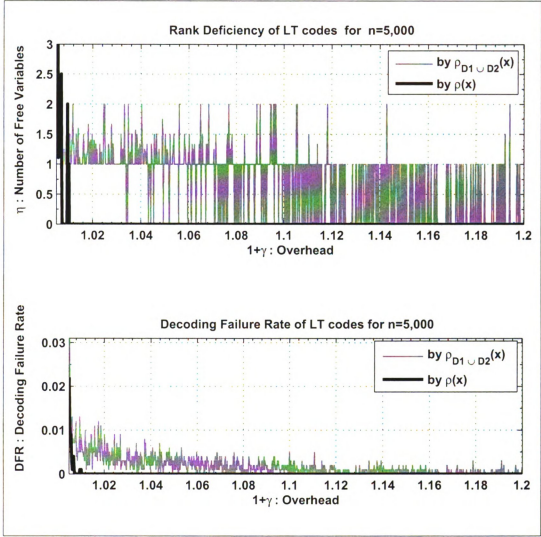 Rank Deficiency of LT codes for n=5,000
η : Number of Free Variables
3
2.5
2
1.5
1
0.5
0
by ρD1 ∪ D2(x)
by ρ(x)
1.02 1.04 1.06 1.08 1.1 1.12 1.14 1.16 1.18 1.2
1+γ : Overhead
Decoding Failure Rate of LT codes for n=5,000
DFR : Decoding Failure Rate
0.03
0.02
0.01
0
by ρD1 ∪ D2(x)
by ρ(x)
1.02 1.04 1.06 1.08 1.1 1.12 1.14 1.16 1.18 1.2
1+γ : Overhead